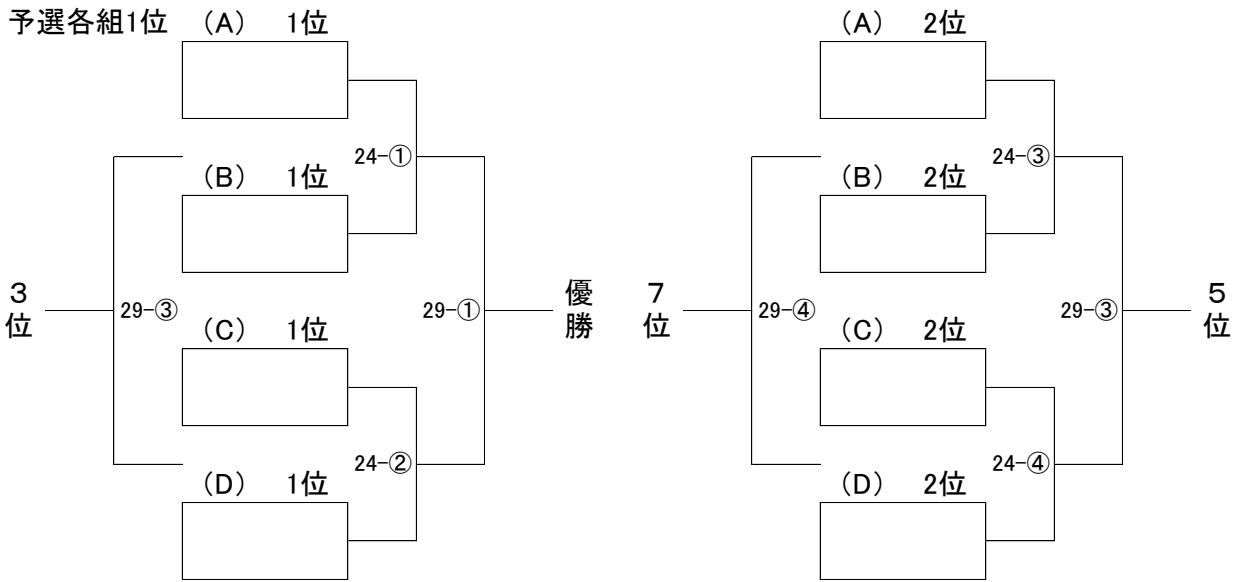 予選各組1位
(A) 1位
24-①
(B) 1位
3位
29-③
29-①
優勝
(C) 1位
24-②
(D) 1位
(A) 2位
24-③
(B) 2位
7位
29-④
29-③
5位
(C) 2位
24-④
(D) 2位